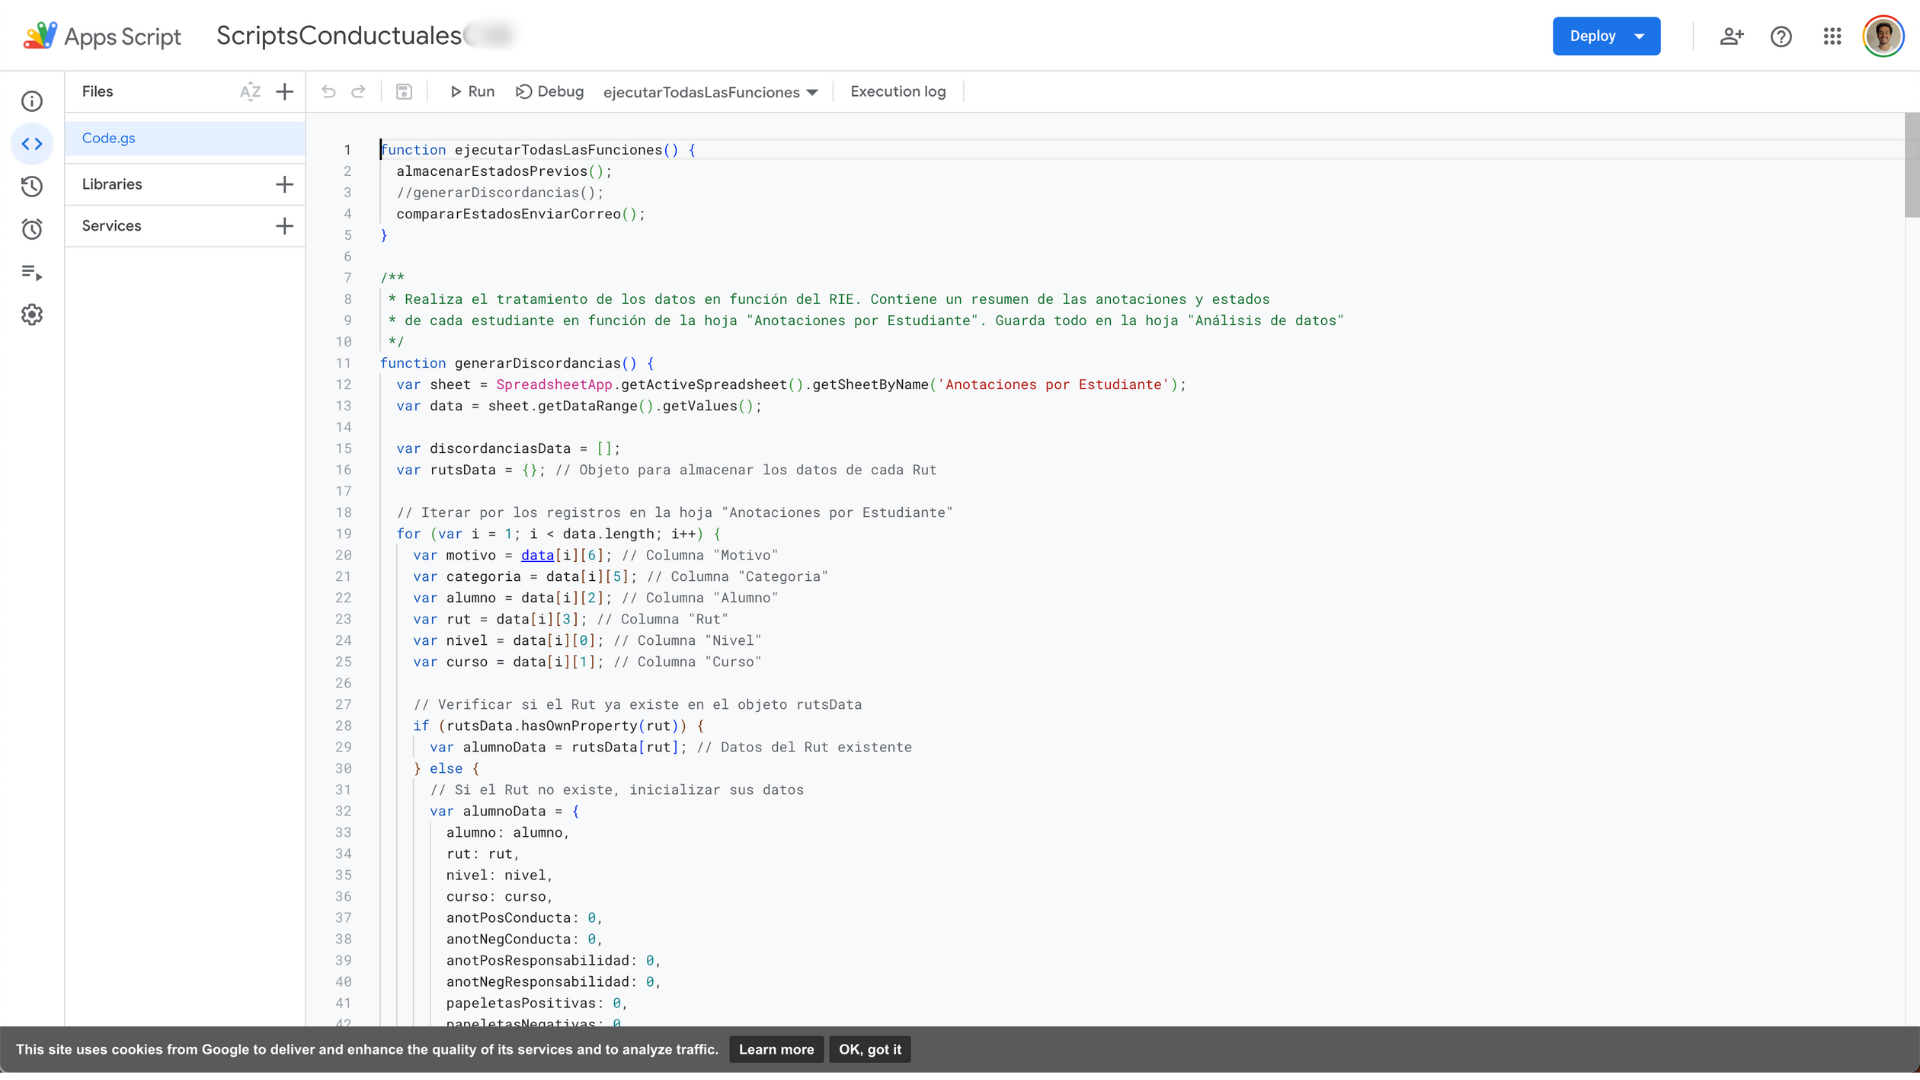 Apps Script
ScriptsConductuales
Deploy
Files
AZ
Run
Debug
ejecutarTodasLasFunciones
Execution log
Code.gs
Libraries
Services
1 function ejecutarTodasLasFunciones() {
2 almacenarEstadosPrevios();
3 //generarDiscordancias();
4 compararEstadosEnviarCorreo();
5 }
6
7 /**
8 * Realiza el tratamiento de los datos en función del RIE. Contiene un resumen de las anotaciones y estados
9 * de cada estudiante en función de la hoja "Anotaciones por Estudiante". Guarda todo en la hoja "Análisis de datos"
10 */
11 function generarDiscordancias() {
12 var sheet = SpreadsheetApp.getActiveSpreadsheet().getSheetByName('Anotaciones por Estudiante');
13 var data = sheet.getDataRange().getValues();
14
15 var discordanciasData = [];
16 var rutsData = {}; // Objeto para almacenar los datos de cada Rut
17
18 // Iterar por los registros en la hoja "Anotaciones por Estudiante"
19 for (var i = 1; i < data.length; i++) {
20 var motivo = data[i][6]; // Columna "Motivo"
21 var categoria = data[i][5]; // Columna "Categoria"
22 var alumno = data[i][2]; // Columna "Alumno"
23 var rut = data[i][3]; // Columna "Rut"
24 var nivel = data[i][0]; // Columna "Nivel"
25 var curso = data[i][1]; // Columna "Curso"
26
27 // Verificar si el Rut ya existe en el objeto rutsData
28 if (rutsData.hasOwnProperty(rut)) {
29 var alumnoData = rutsData[rut]; // Datos del Rut existente
30 } else {
31 // Si el Rut no existe, inicializar sus datos
32 var alumnoData = {
33 alumno: alumno,
34 rut: rut,
35 nivel: nivel,
36 curso: curso,
37 anotPosConducta: 0,
38 anotNegConducta: 0,
39 anotPosResponsabilidad: 0,
40 anotNegResponsabilidad: 0,
41 papeletasPositivas: 0,
42 papeletasNegativas: 0
This site uses cookies from Google to deliver and enhance the quality of its services and to analyze traffic.
Learn more
OK, got it